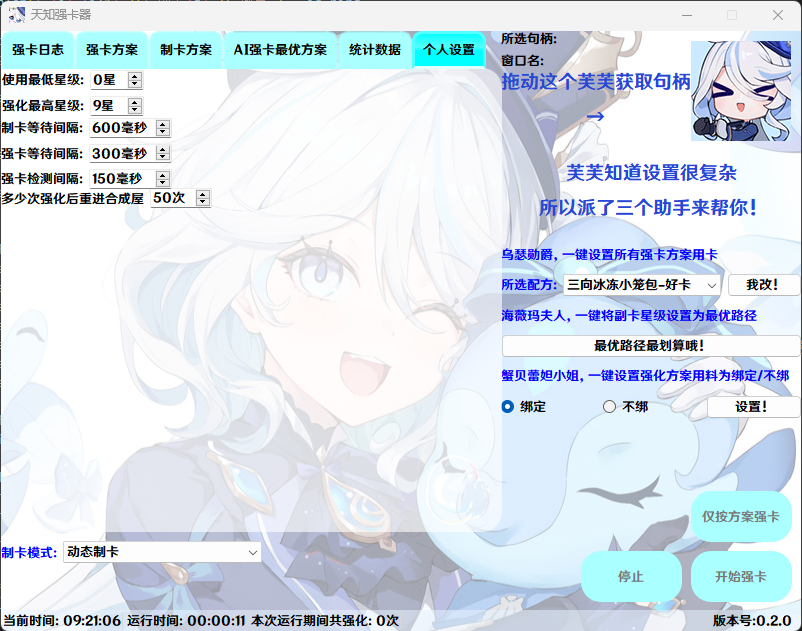 天知强卡器
强卡日志 强卡方案 制卡方案 AI强卡最优方案 统计数据 个人设置
使用最低星级: 0星
强化最高星级: 9星
制卡等待间隔: 600毫秒
强卡等待间隔: 300毫秒
强卡检测间隔: 150毫秒
多少次强化后重进合成屋 50次
制卡模式: 动态制卡
所选句柄:
窗口名:
拖动这个芙芙获取句柄
→
芙芙知道设置很复杂
所以派了三个助手来帮你!
乌瑟勋爵, 一键设置所有强卡方案用卡
所选配方: 三向冰冻小笼包-好卡 我改!
海薇玛夫人, 一键将副卡星级设置为最优路径
最优路径最划算哦!
蟹贝蕾妲小姐, 一键设置强化方案用料为绑定/不绑
绑定 不绑 设置!
仅按方案强卡
停止 开始强卡
当前时间: 09:21:06 运行时间: 00:00:11 本次运行期间共强化: 0次 版本号:0.2.0